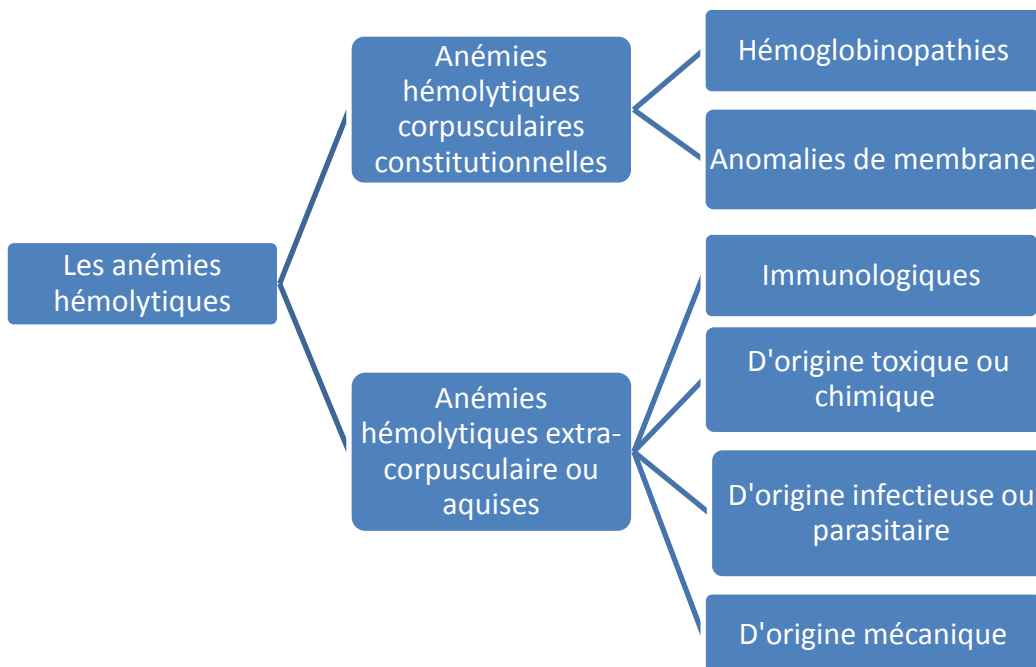 Les anémies
hémolytiques
Anémies
hémolytiques
corpusculaires
constitutionnelles
Hémoglobinopathies
Anomalies de membrane
Anémies
hémolytiques extra-
corpusculaire ou
aquises
Immunologiques
D'origine toxique ou
chimique
D'origine infectieuse ou
parasitaire
D'origine mécanique